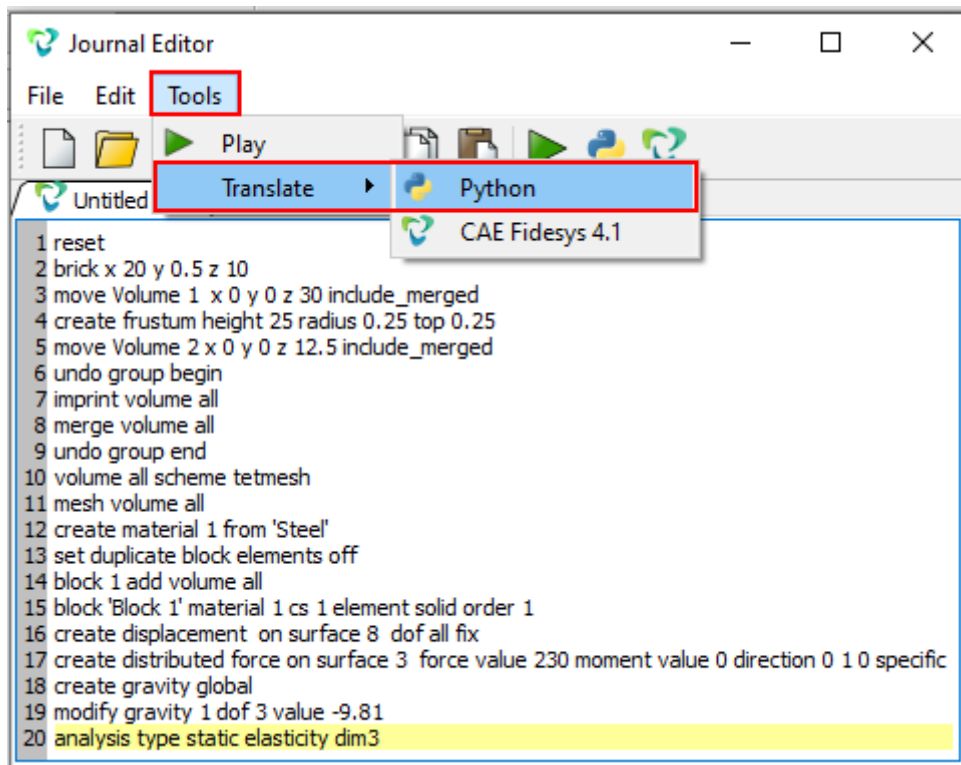 Journal Editor
File Edit Tools
Play
Translate Python
Untitled
CAE Fidesys 4.1
1 reset
2 brick x 20 y 0.5 z 10
3 move Volume 1  x 0 y 0 z 30 include_merged
4 create frustum height 25 radius 0.25 top 0.25
5 move Volume 2 x 0 y 0 z 12.5 include_merged
6 undo group begin
7 imprint volume all
8 merge volume all
9 undo group end
10 volume all scheme tetmesh
11 mesh volume all
12 create material 1 from 'Steel'
13 set duplicate block elements off
14 block 1 add volume all
15 block 'Block 1' material 1 cs 1 element solid order 1
16 create displacement  on surface 8  dof all fix
17 create distributed force on surface 3  force value 230 moment value 0 direction 0 1 0 specific
18 create gravity global
19 modify gravity 1 dof 3 value -9.81
20 analysis type static elasticity dim3